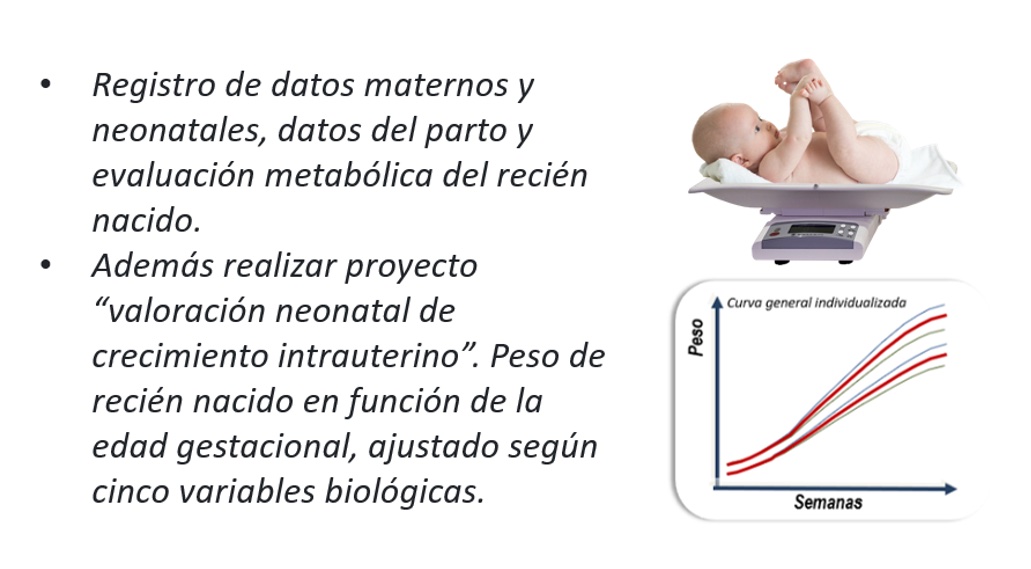 • Registro de datos maternos y
neonatales, datos del parto y
evaluación metabólica del recién
nacido.
• Además realizar proyecto
“valoración neonatal de
crecimiento intrauterino”. Peso de
recién nacido en función de la
edad gestacional, ajustado según
cinco variables biológicas.
Curva general individualizada
Peso
Semanas